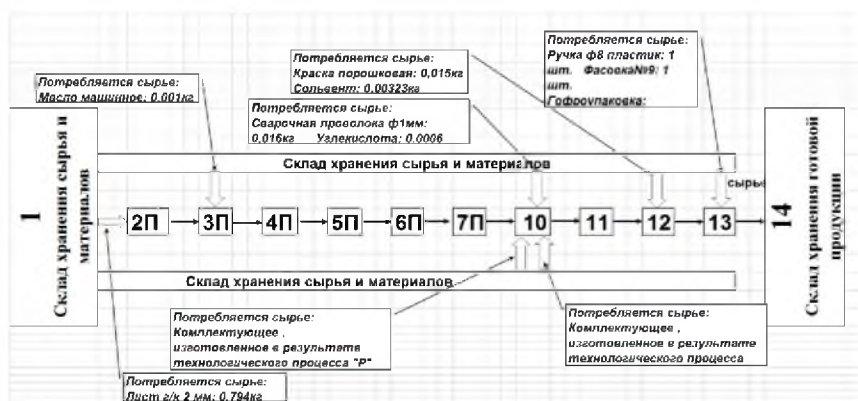 Потребляется сырье:
Краска порошковая: 0,015кг
Сольвент: 0,00323кг
Потребляется сырье:
Ручка ф8 пластик: 1
шт. Фасовка№9: 1
шт.
Гофроупаковка:
Потребляется сырье:
Масло машинное: 0.001кг
Потребляется сырье:
Сварочная проволока ф1мм:
0,016кг Углекислота: 0.0006
Склад хранения сырья и материалов
1
Склад хранения сырья и
материалов
сырье
2П
3П
4П
5П
6П
7П
10
11
12
13
14
Склад хранения готовой
продукции
Склад хранения сырья и материалов
Потребляется сырье:
Комллектующее ,
изготовленное в результате
технологического процесса "Р"
Потребляется сырье:
Комллектующее ,
изготовленное в результате
технологического процесса
Потребляется сырье:
Лист г/к 2 мм: 0.794кг